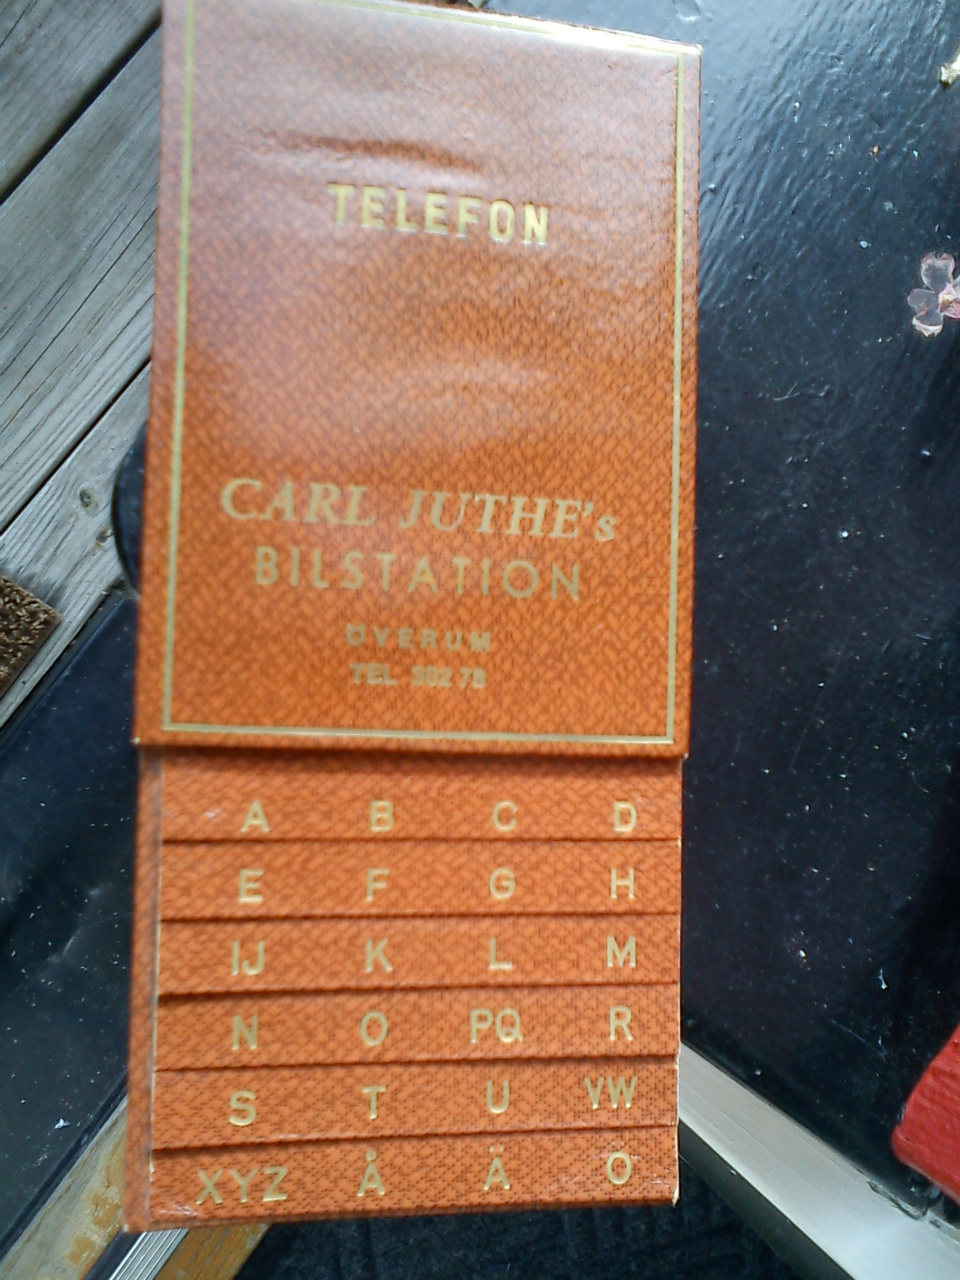 TELEFON
CARL JUTHE's
BILSTATION
ÖVERUM
TEL. 302 78
A B C D
E F G H
IJ K L M
N O PQ R
S T U VW
XYZ Å Ä Ö